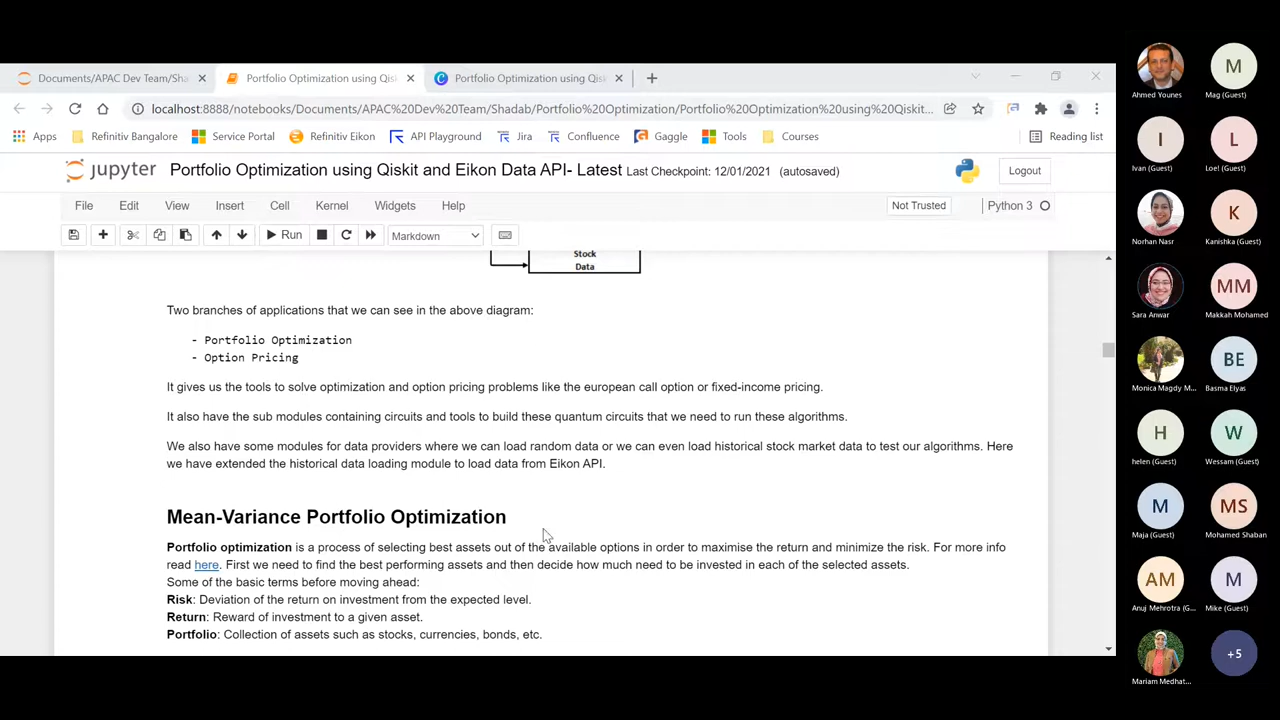 Documents/APAC Dev Team/Sha
Portfolio Optimization using Qis
Portfolio Optimization using Qisk
localhost:8888/notebooks/Documents/APAC%20Dev%20Team/Sharab/Portfolio%20Optimization/Portfolio%20Optimization%20using%20Qiskit...
Apps
Refinitiv Bangalore
Service Portal
Refinitiv Eikon
API Playground
Jira
Confluence
Gaggle
Tools
Courses
Reading list
jupyter
Portfolio Optimization using Qiskit and Eikon Data API- Latest Last Checkpoint: 12/01/2021 (autosaved)
Logout
File Edit View Insert Cell Kernel Widgets Help
Not Trusted
Python 3
Run
Markdown
Stock
Data
Two branches of applications that we can see in the above diagram:
- Portfolio Optimization
- Option Pricing
It gives us the tools to solve optimization and option pricing problems like the european call option or fixed-income pricing.
It also have the sub modules containing circuits and tools to build these quantum circuits that we need to run these algorithms.
We also have some modules for data providers where we can load random data or we can even load historical stock market data to test our algorithms. Here
we have extended the historical data loading module to load data from Eikon API.
Mean-Variance Portfolio Optimization
Portfolio optimization is a process of selecting best assets out of the available options in order to maximise the return and minimize the risk. For more info
read here. First we need to find the best performing assets and then decide how much need to be invested in each of the selected assets.
Some of the basic terms before moving ahead:
Risk: Deviation of the return on investment from the expected level.
Return: Reward of investment to a given asset.
Portfolio: Collection of assets such as stocks, currencies, bonds, etc.
Ahmed Younes
M
Mag (Guest)
I
Ivan (Guest)
L
Loe! (Guest)
Norhan Nasr
K
Kanishka (Guest)
Sara Anwar
MM
Makkah Mohamed
Monica Magdy M...
BE
Basma Elyas
H
helen (Guest)
W
Wessam (Guest)
M
Maja (Guest)
MS
Mohamed Shaban
AM
Anuj Mehrotra (G...
M
Mike (Guest)
Mariam Medhat...
+5